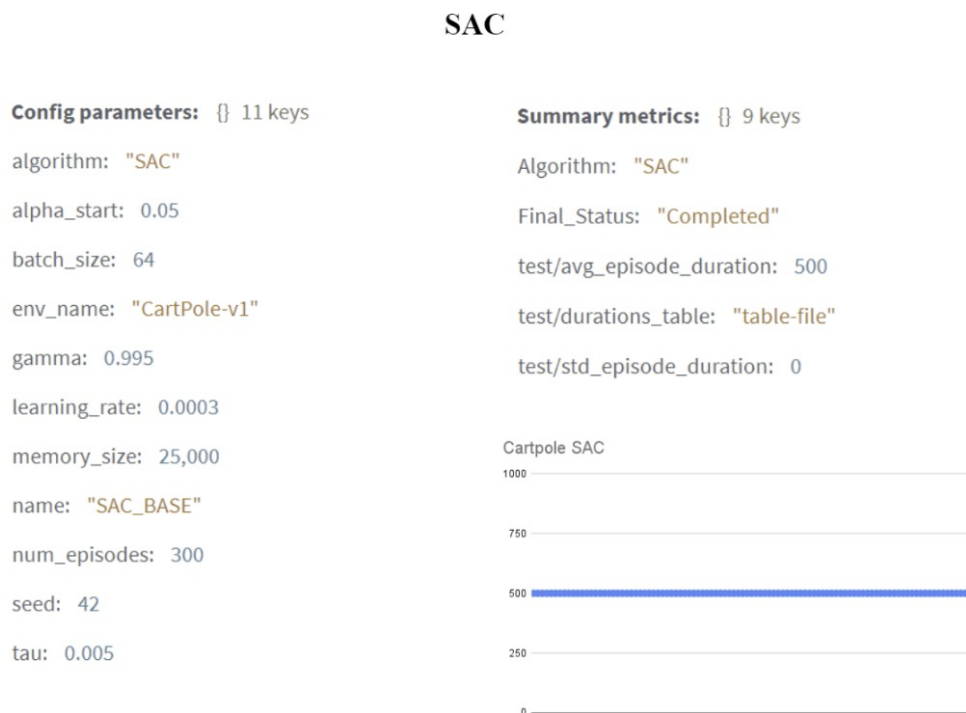 SAC
Config parameters: {} 11 keys
algorithm: "SAC"
alpha_start: 0.05
batch_size: 64
env_name: "CartPole-v1"
gamma: 0.995
learning_rate: 0.0003
memory_size: 25,000
name: "SAC_BASE"
num_episodes: 300
seed: 42
tau: 0.005
Summary metrics: {} 9 keys
Algorithm: "SAC"
Final_Status: "Completed"
test/avg_episode_duration: 500
test/durations_table: "table-file"
test/std_episode_duration: 0
Cartpole SAC
1000
750
500
250
0